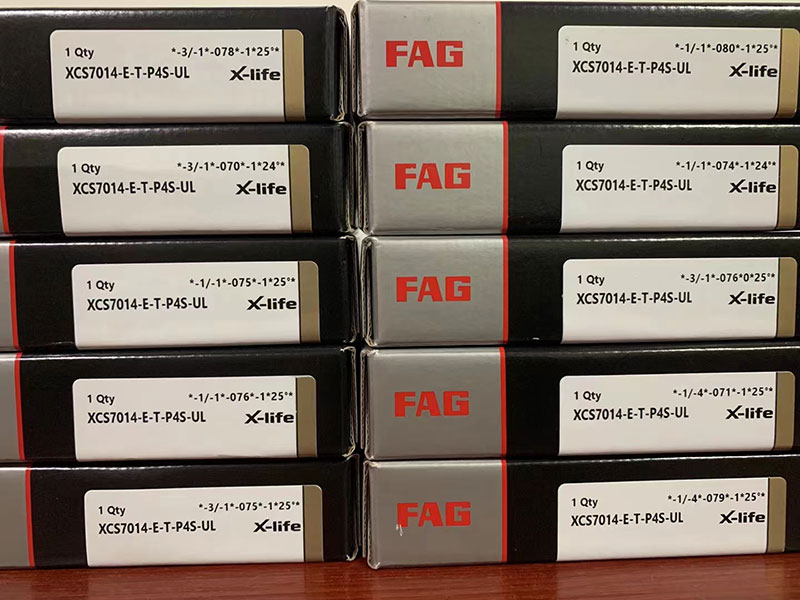 1 Qty *-3/-1*-078*-1*25°*
XCS7014-E-T-P4S-UL X-life
1 Qty *-3/-1*-070*-1*24°*
XCS7014-E-T-P4S-UL X-life
1 Qty *-1/-1*-075*-1*25°*
XCS7014-E-T-P4S-UL X-life
1 Qty *-1/-1*-076*-1*25°*
XCS7014-E-T-P4S-UL X-life
1 Qty *-3/-1*-075*-1*25°*
XCS7014-E-T-P4S-UL X-life
FAG
1 Qty *-1/-1*-080*-1*25°*
XCS7014-E-T-P4S-UL X-life
FAG
1 Qty *-1/-1*-074*-1*24°*
XCS7014-E-T-P4S-UL X-life
FAG
1 Qty *-3/-1*-076*0*25°*
XCS7014-E-T-P4S-UL X-life
FAG
1 Qty *-1/-4*-071*-1*25°*
XCS7014-E-T-P4S-UL X-life
FAG
1 Qty *-1/-4*-079*-1*25°*
XCS7014-E-T-P4S-UL X-life